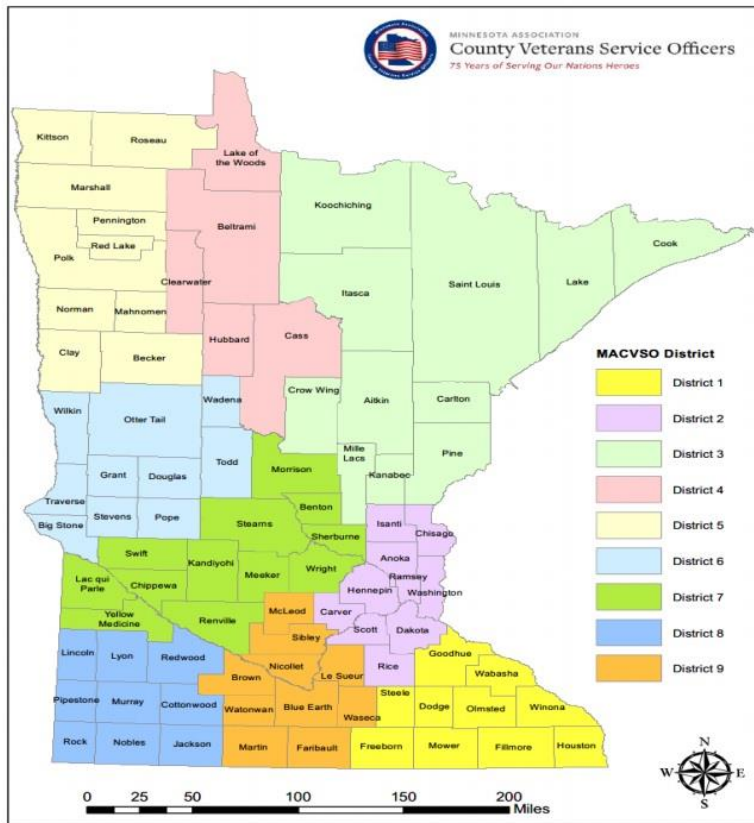 MINNESOTA ASSOCIATION
County Veterans Service Officers
75 Years of Serving Our Nations Heroes
Kittson
Roseau
Lake of
the Woods
Marshall
Koochiching
Pennington
Beltrami
Red Lake
Cook
Polk
Clearwater
Saint Louis
Lake
Itasca
Norman
Mahnomen
Hubbard
Cass
Clay
Becker
Crow Wing
Aitkin
Carlton
Wilkin
Wadena
Otter Tail
Mille
Lacs
Pine
Todd
Kanabec
Grant
Douglas
Morrison
Traverse
Benton
Isanti
Big Stone
Stevens
Pope
Stearns
Chisago
Sherburne
Anoka
Swift
Kandiyohi
Wright
Ramsey
Lac qui
Parle
Chippewa
Meeker
Hennepin
Washington
Yellow
Medicine
Renville
McLeod
Carver
Scott
Dakota
Sibley
Lincoln
Lyon
Redwood
Nicollet
Le Sueur
Rice
Goodhue
Brown
Wabasha
Steele
Pipestone
Murray
Cottonwood
Watonwan
Blue Earth
Waseca
Dodge
Olmsted
Winona
Rock
Nobles
Jackson
Martin
Faribault
Freeborn
Mower
Fillmore
Houston
MACVSO District
District 1
District 2
District 3
District 4
District 5
District 6
District 7
District 8
District 9
N
W
E
S
0 25 50 100 150 200
Miles